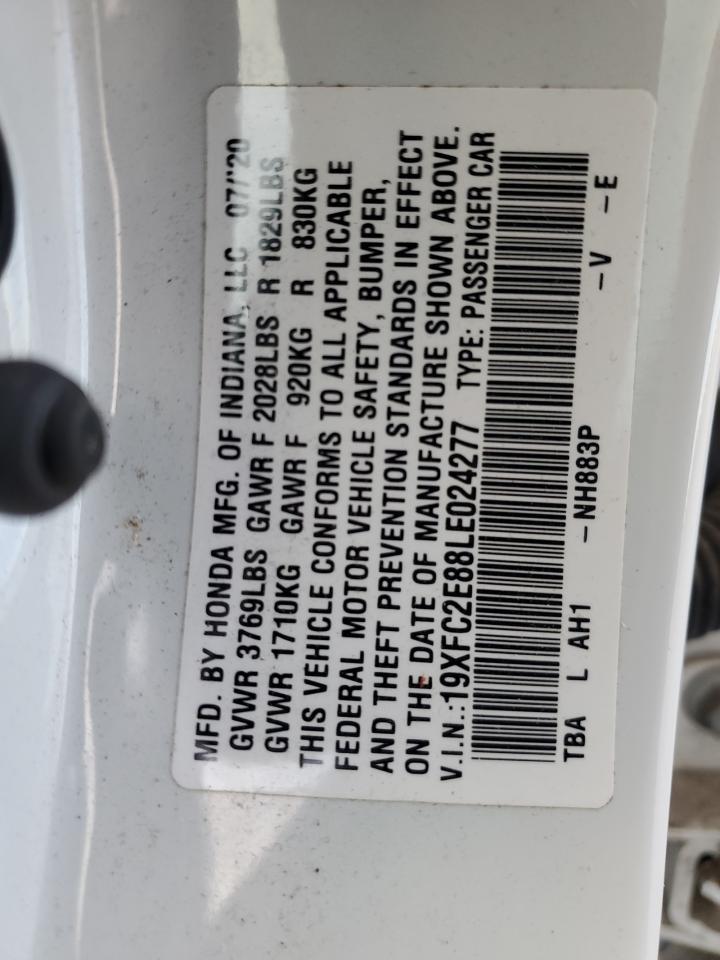 MFD. BY HONDA MFG. OF INDIANA, LLC 07/'20
GVWR 3769LBS GAWR F 2028LBS R 1829LBS
GVWR 1710KG GAWR F 920KG R 830KG
THIS VEHICLE CONFORMS TO ALL APPLICABLE
FEDERAL MOTOR VEHICLE SAFETY, BUMPER,
AND THEFT PREVENTION STANDARDS IN EFFECT
ON THE DATE OF MANUFACTURE SHOWN ABOVE.
V.I.N.:19XFC2E88LE024277 TYPE: PASSENGER CAR
TBA L AH1 -NH883P -V -E